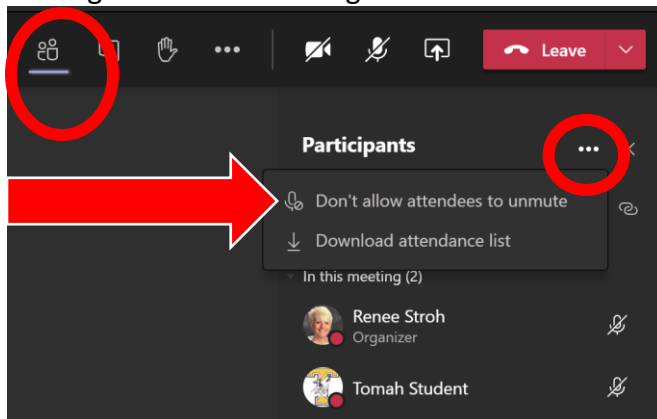 Leave
Participants
Don't allow attendees to unmute
Download attendance list
In this meeting (2)
Renee Stroh
Organizer
Tomah Student